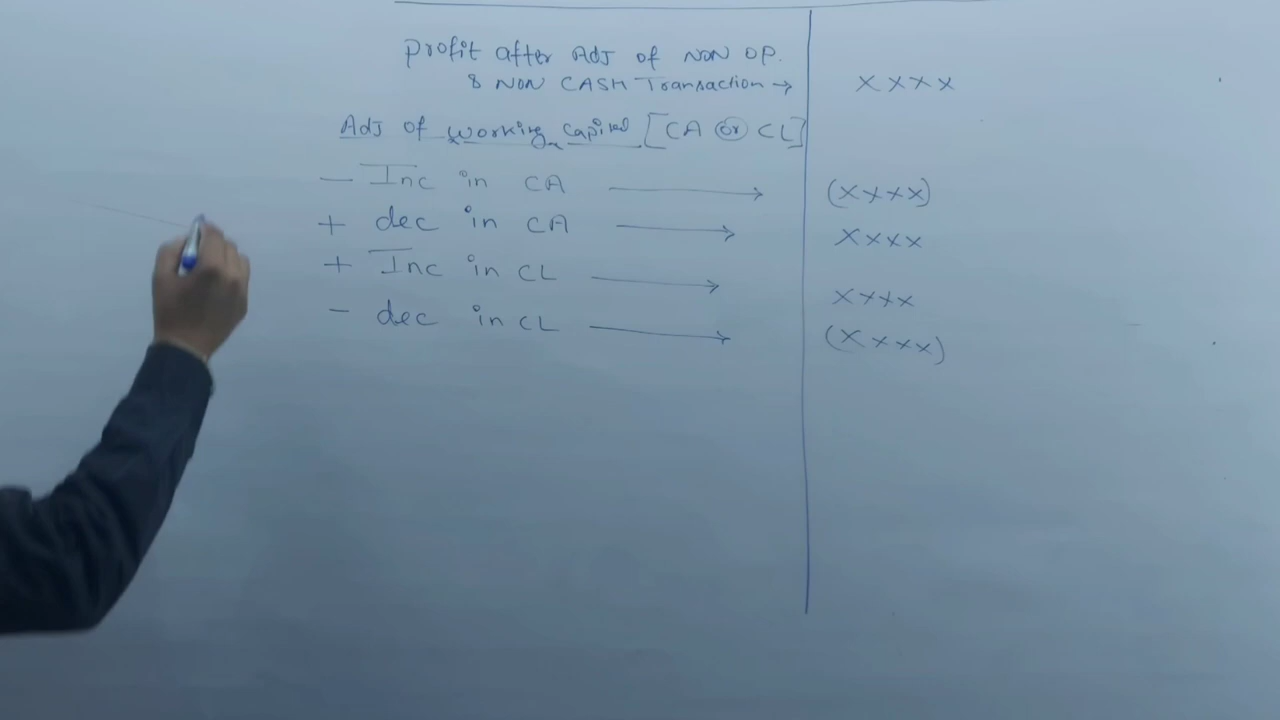 Profit after ADJ of NON OP.
& NON CASH Transaction → xxxx
ADJ of working capital [CA or CL]
- Inc in CA → (xxxx)
+ dec in CA → xxxx
+ Inc in CL → xxxx
- dec in CL → (xxxx)